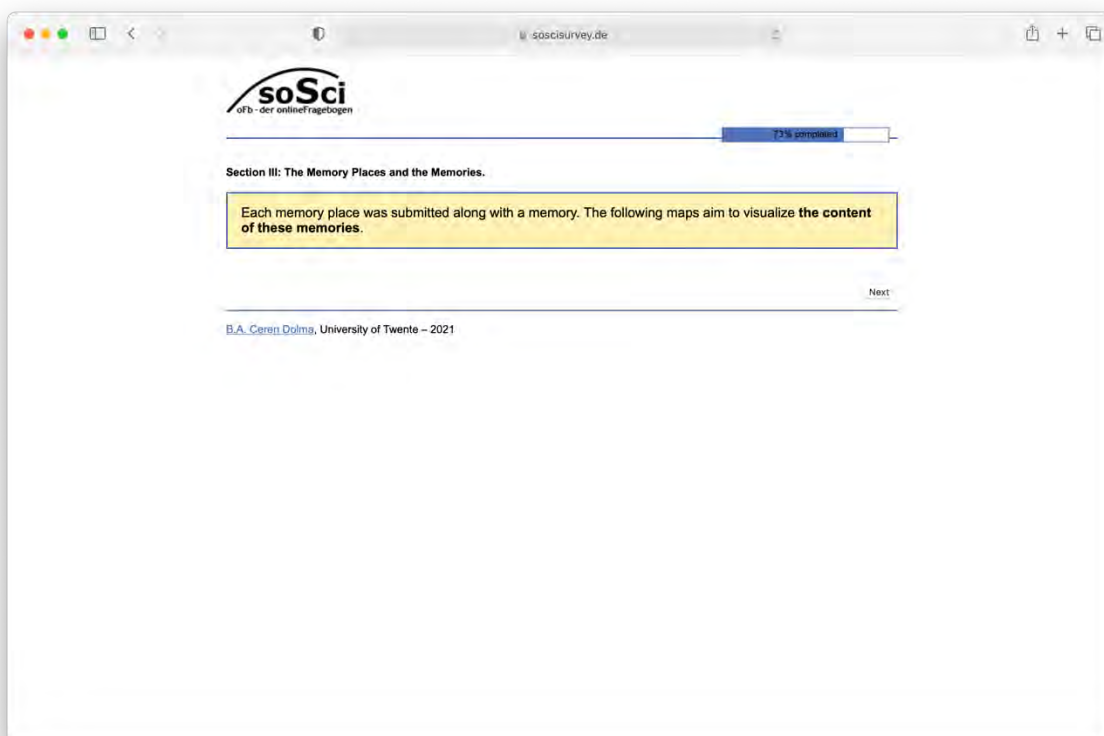 soscisurvey.de
soSci
oFb - der onlineFragebogen
73% completed
Section III: The Memory Places and the Memories.
Each memory place was submitted along with a memory. The following maps aim to visualize the content
of these memories.
Next
B.A. Ceren Dolma, University of Twente – 2021